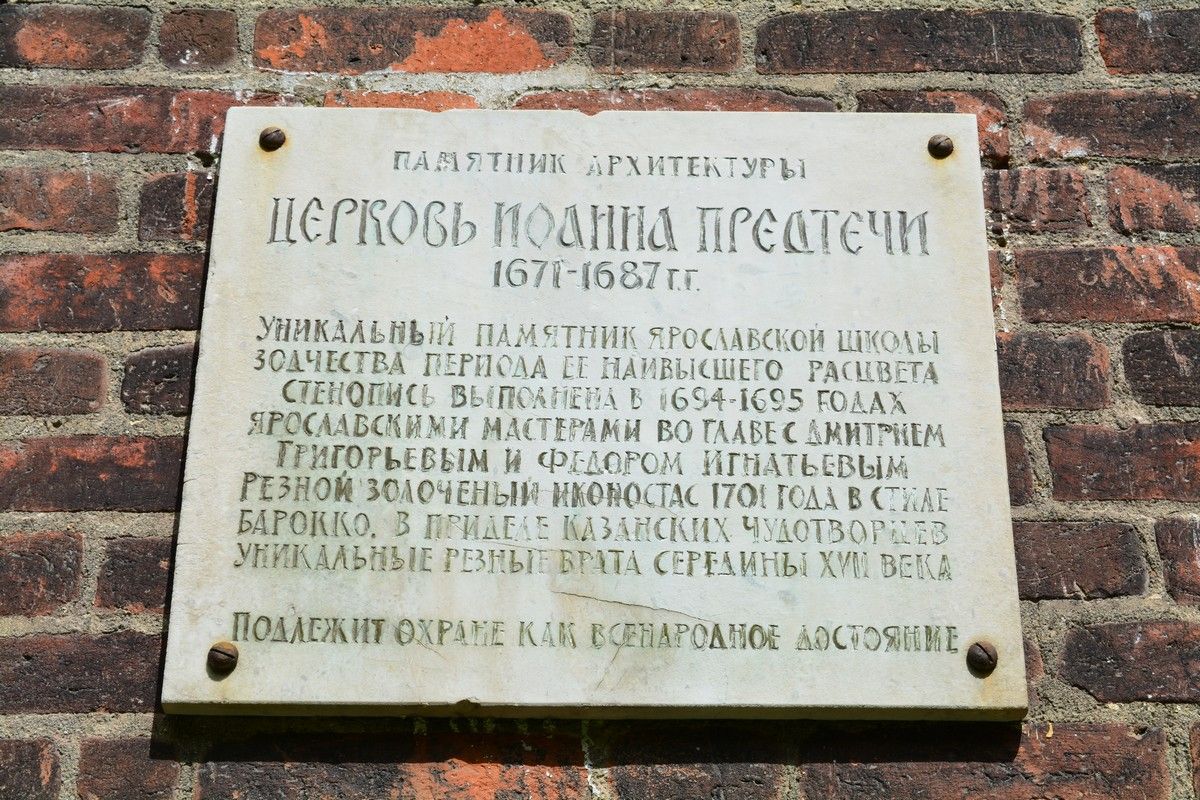 ПАМЯТНИК АРХИТЕКТУРЫ
ЦЕРКОВЬ ИОАННА ПРЕДТЕЧИ
1671-1687 г.г.
УНИКАЛЬНЫЙ ПАМЯТНИК ЯРОСЛАВСКОЙ ШКОЛЫ
ЗОДЧЕСТВА ПЕРИОДА ЕЕ НАИВЫСШЕГО РАСЦВЕТА
СТЕНОПИСЬ ВЫПОЛНЕНА В 1694-1695 ГОДАХ
ЯРОСЛАВСКИМИ МАСТЕРАМИ ВО ГЛАВЕ С ДМИТРИЕМ
ГРИГОРЬЕВЫМ И ФЕДОРОМ ИГНАТЬЕВЫМ
РЕЗНОЙ ЗОЛОЧЕНЫЙ ИКОНОСТАС 1701 ГОДА В СТИЛЕ
БАРОККО. В ПРИДЕЛЕ КАЗАНСКИХ ЧУДОТВОРЦЕВ
УНИКАЛЬНЫЕ РЕЗНЫЕ ВРАТА СЕРЕДИНЫ XVII ВЕКА
ПОДЛЕЖИТ ОХРАНЕ КАК ВСЕНАРОДНОЕ ДОСТОЯНИЕ